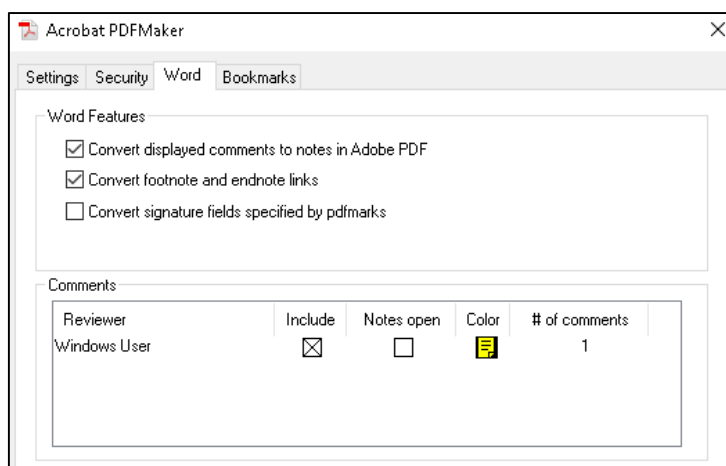 Acrobat PDFMaker
Settings Security Word Bookmarks
Word Features
Convert displayed comments to notes in Adobe PDF
Convert footnote and endnote links
Convert signature fields specified by pdfmarks
Comments
Reviewer Include Notes open Color # of comments
Windows User 1